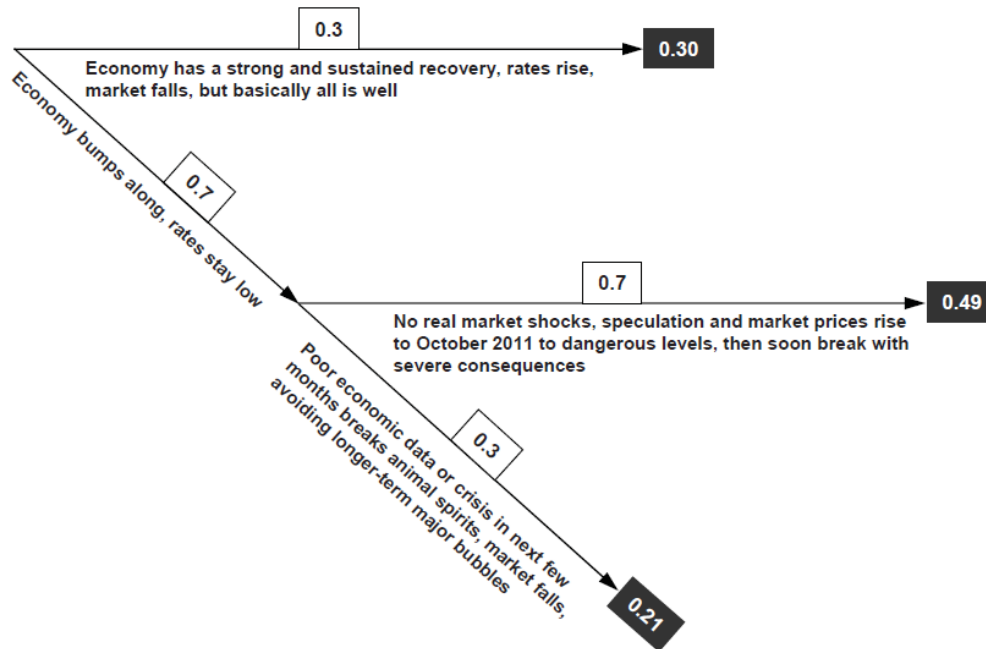 0.3
0.30
Economy has a strong and sustained recovery, rates rise,
market falls, but basically all is well
Economy bumps along, rates stay low
0.7
0.7
0.49
No real market shocks, speculation and market prices rise
to October 2011 to dangerous levels, then soon break with
severe consequences
Poor economic data or crisis in next few
months breaks animal spirits, market falls,
avoiding longer-term major bubbles
0.3
0.21